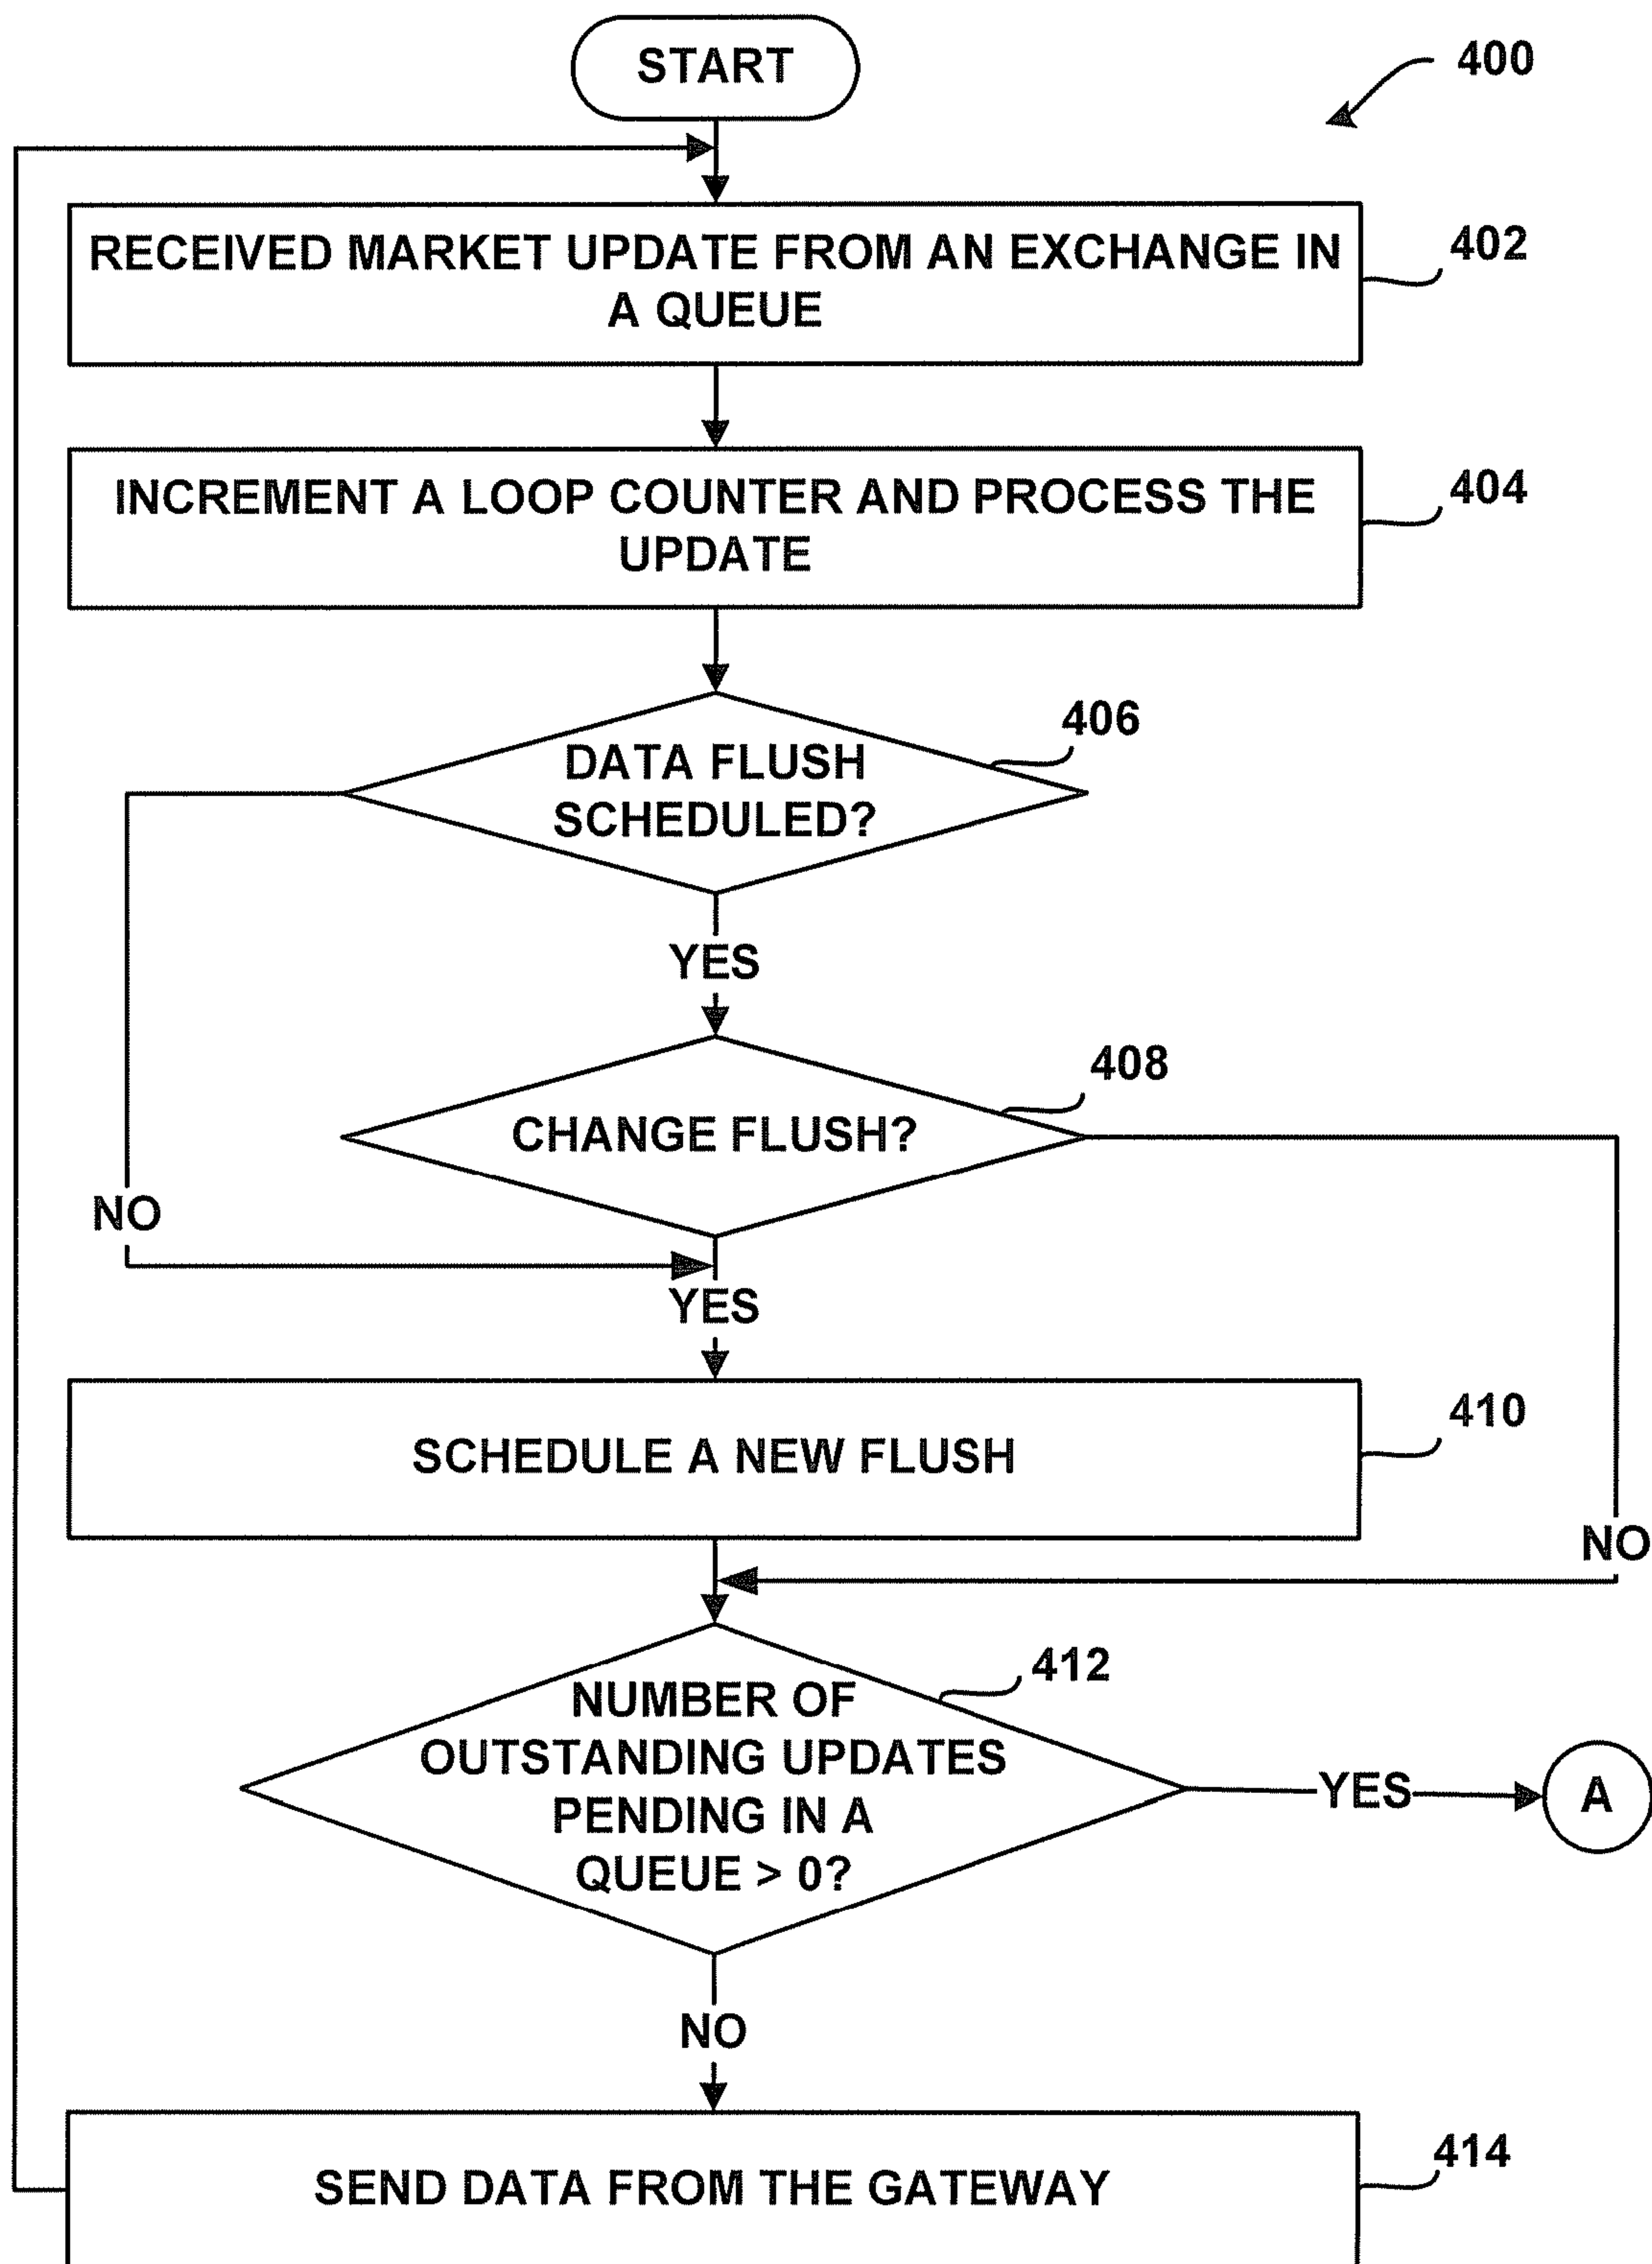 START
400
RECEIVED MARKET UPDATE FROM AN EXCHANGE IN
A QUEUE
402
INCREMENT A LOOP COUNTER AND PROCESS THE
UPDATE
404
DATA FLUSH
SCHEDULED?
406
YES
CHANGE FLUSH?
408
NO
YES
SCHEDULE A NEW FLUSH
410
NO
NUMBER OF
OUTSTANDING UPDATES
PENDING IN A
QUEUE > 0?
412
YES
A
NO
SEND DATA FROM THE GATEWAY
414